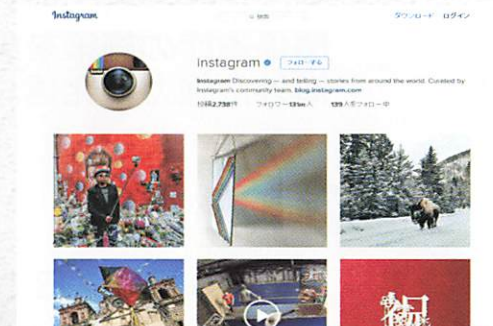 Instagram
検索
ダウンロード ログイン
instagram フォローする
Instagram Discovering — and telling — stories from around the world. Curated by
Instagram's community team. blog.instagram.com
投稿2,738件 フォロワー131m人 139人をフォロー中